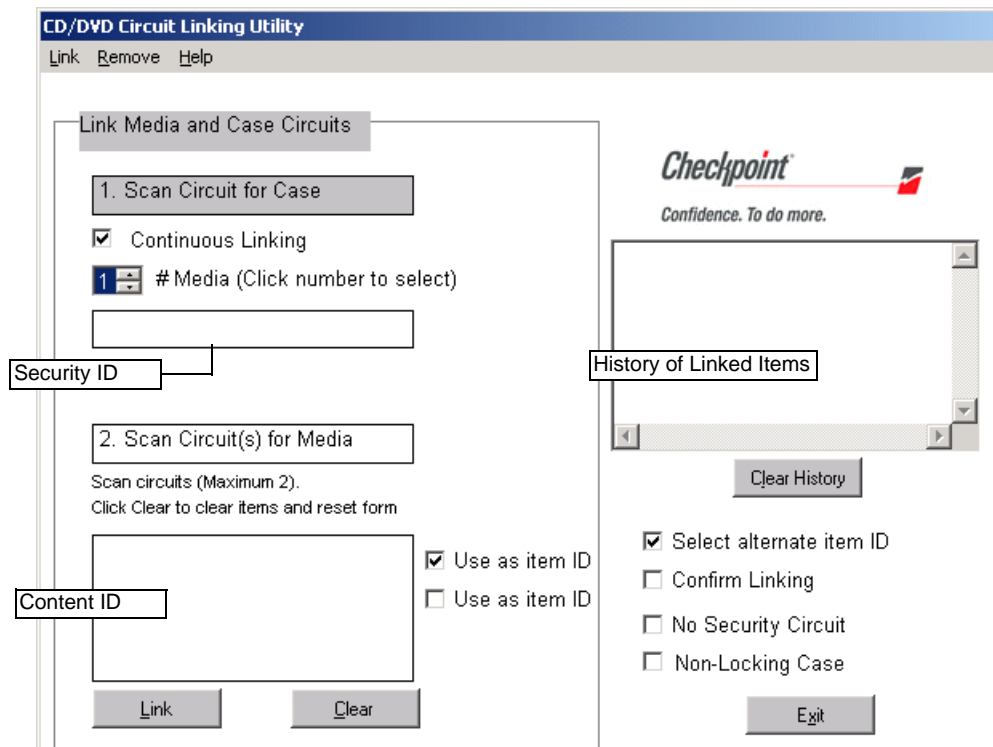 CD/DVD Circuit Linking Utility
Link Remove Help
Link Media and Case Circuits
1. Scan Circuit for Case
Continuous Linking
1 # Media (Click number to select)
Security ID
2. Scan Circuit(s) for Media
Scan circuits (Maximum 2).
Click Clear to clear items and reset form
Use as item ID
Use as item ID
Content ID
Link Clear
Checkpoint
Confidence. To do more.
History of Linked Items
Clear History
Select alternate item ID
Confirm Linking
No Security Circuit
Non-Locking Case
Exit